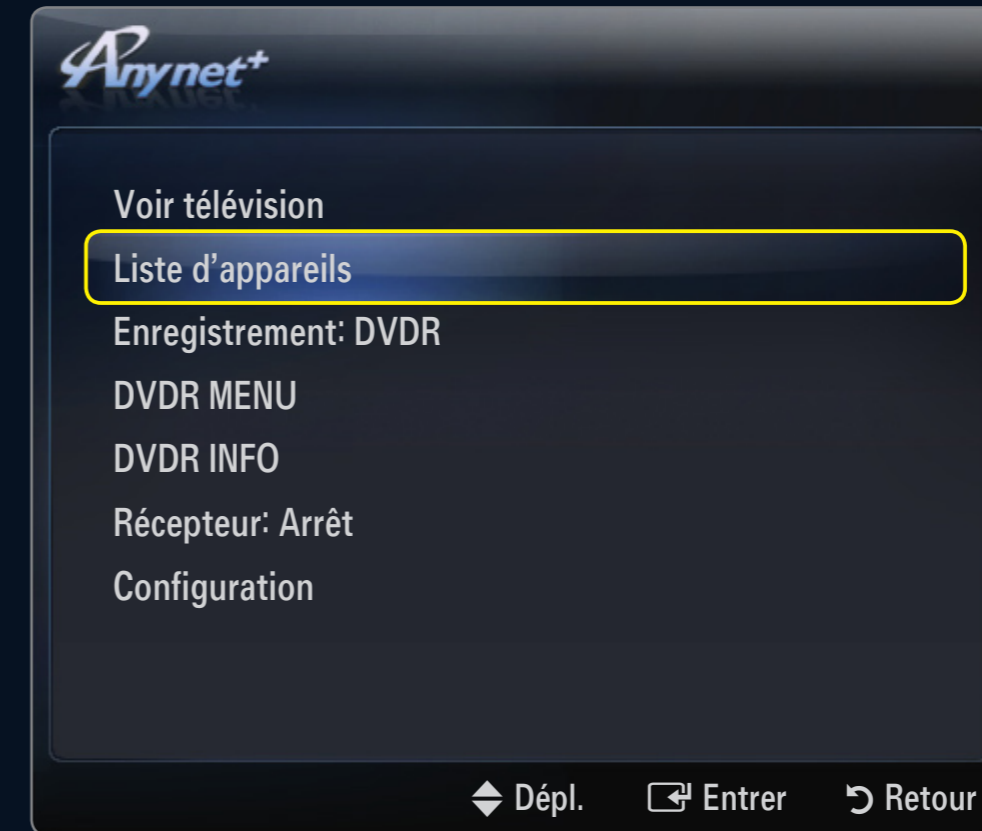 Anynet+
Voir télévision
Liste d’appareils
Enregistrement: DVDR
DVDR MENU
DVDR INFO
Récepteur: Arrêt
Configuration
Dépl. Entrer Retour